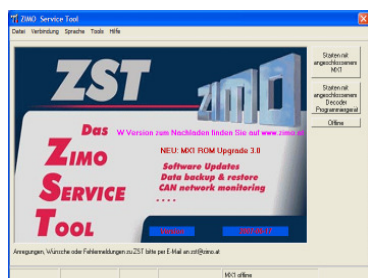 ZIMO Service Tool
Datei Verbindung Sprache Tools Hilfe
ZST
ZIMO
Starten mit
angeschlossenem
MX1
Starten mit
angeschlossenem
Decoder
Programmiergerät
Offline
Das
W Version zum Nachladen finden Sie auf www.zimo.at
ZIMO
NEU: MX1 ROM Upgrade 3.0
SERVICE
Software Updates
Data backup & restore
CAN network monitoring
. . . .
TOOL
Version
Anregungen, Wünsche oder Fehlermeldungen zu ZST bitte per E-Mail an zst@zimo.at
MX1 offline